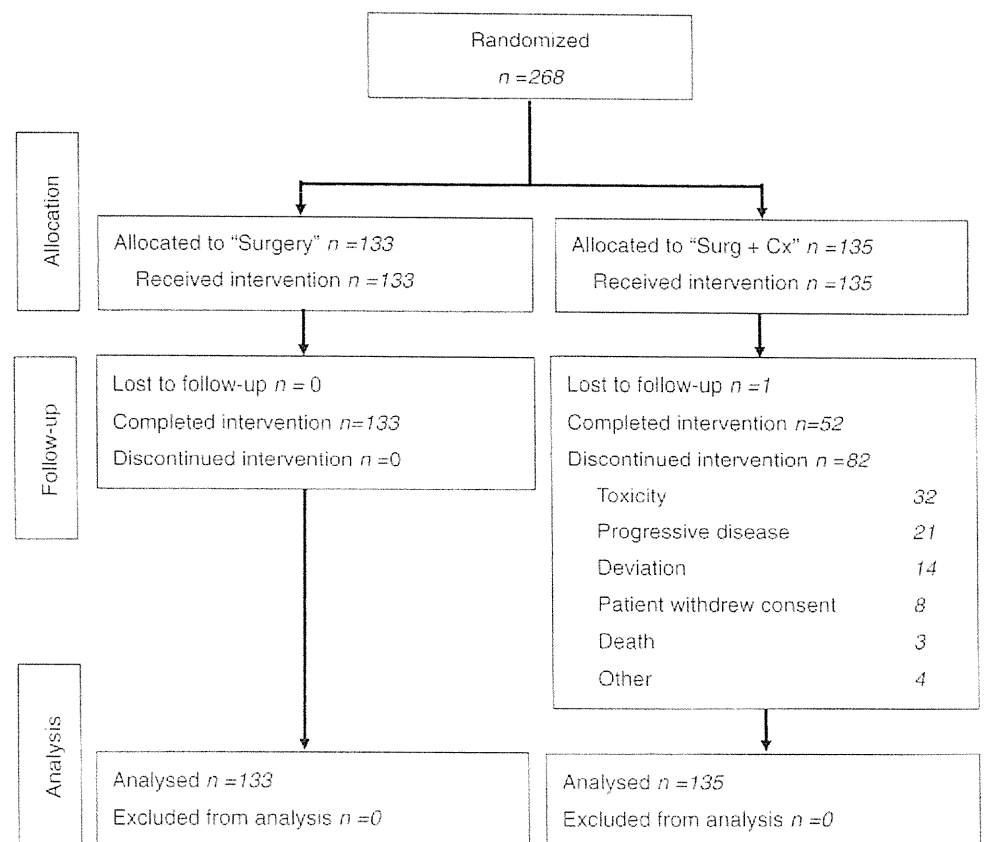 Randomized
n =268
Allocation
Allocated to “Surgery” n =133
Received intervention n =133
Allocated to “Surg + Cx” n =135
Received intervention n =135
Follow-up
Lost to follow-up n = 0
Completed intervention n=133
Discontinued intervention n =0
Lost to follow-up n =1
Completed intervention n=52
Discontinued intervention n =82
Toxicity 32
Progressive disease 21
Deviation 14
Patient withdrew consent 8
Death 3
Other 4
Analysis
Analysed n =133
Excluded from analysis n =0
Analysed n =135
Excluded from analysis n =0